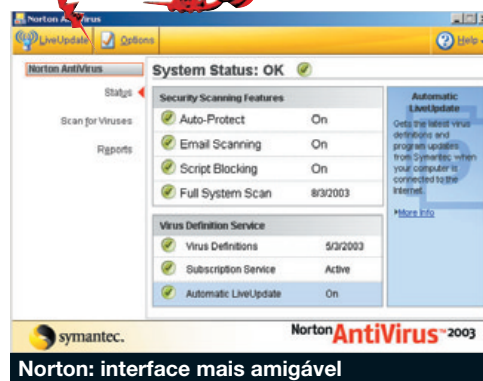 Norton AntiVirus
LiveUpdate Options Help
Norton AntiVirus
Status
Scan for Viruses
Reports
System Status: OK
Security Scanning Features
Auto-Protect On
Email Scanning On
Script Blocking On
Full System Scan 8/3/2003
Virus Definition Service
Virus Definitions 5/3/2003
Subscription Service Active
Automatic LiveUpdate On
Automatic
LiveUpdate
Gets the latest virus
definitions and
program updates
from Symantec when
your computer is
connected to the
Internet.
More Info
symantec.
Norton AntiVirus 2003
Norton: interface mais amigável